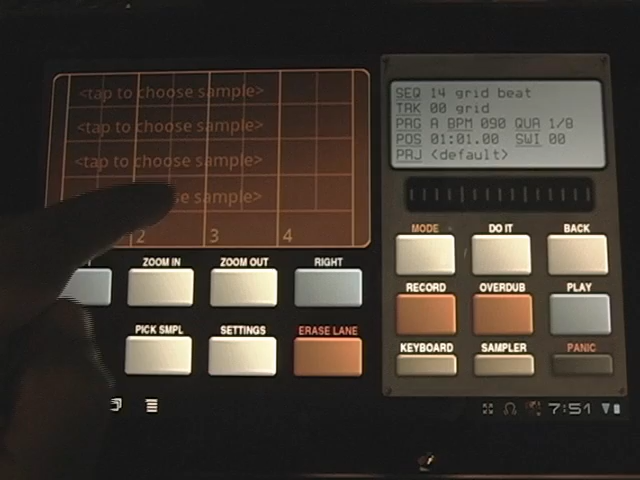 <tap to choose sample>
<tap to choose sample>
<tap to choose sample>
sample>
2 3 4
ZOOM IN ZOOM OUT RIGHT
PICK SMPL SETTINGS ERASE LANE
SEQ 14 grid beat
TRK 00 grid
PRG A BPM 090 QUA 1/8
POS 01:01.00 SWI 00
PRJ <default>
MODE DO IT BACK
RECORD OVERDUB PLAY
KEYBOARD SAMPLER PANIC
7:51